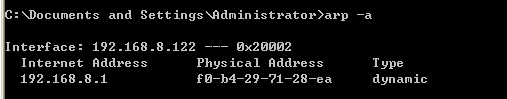 C:\Documents and Settings\Administrator>arp -a
Interface: 192.168.8.122 --- 0x20002
Internet Address Physical Address Type
192.168.8.1 f0-b4-29-71-28-ea dynamic